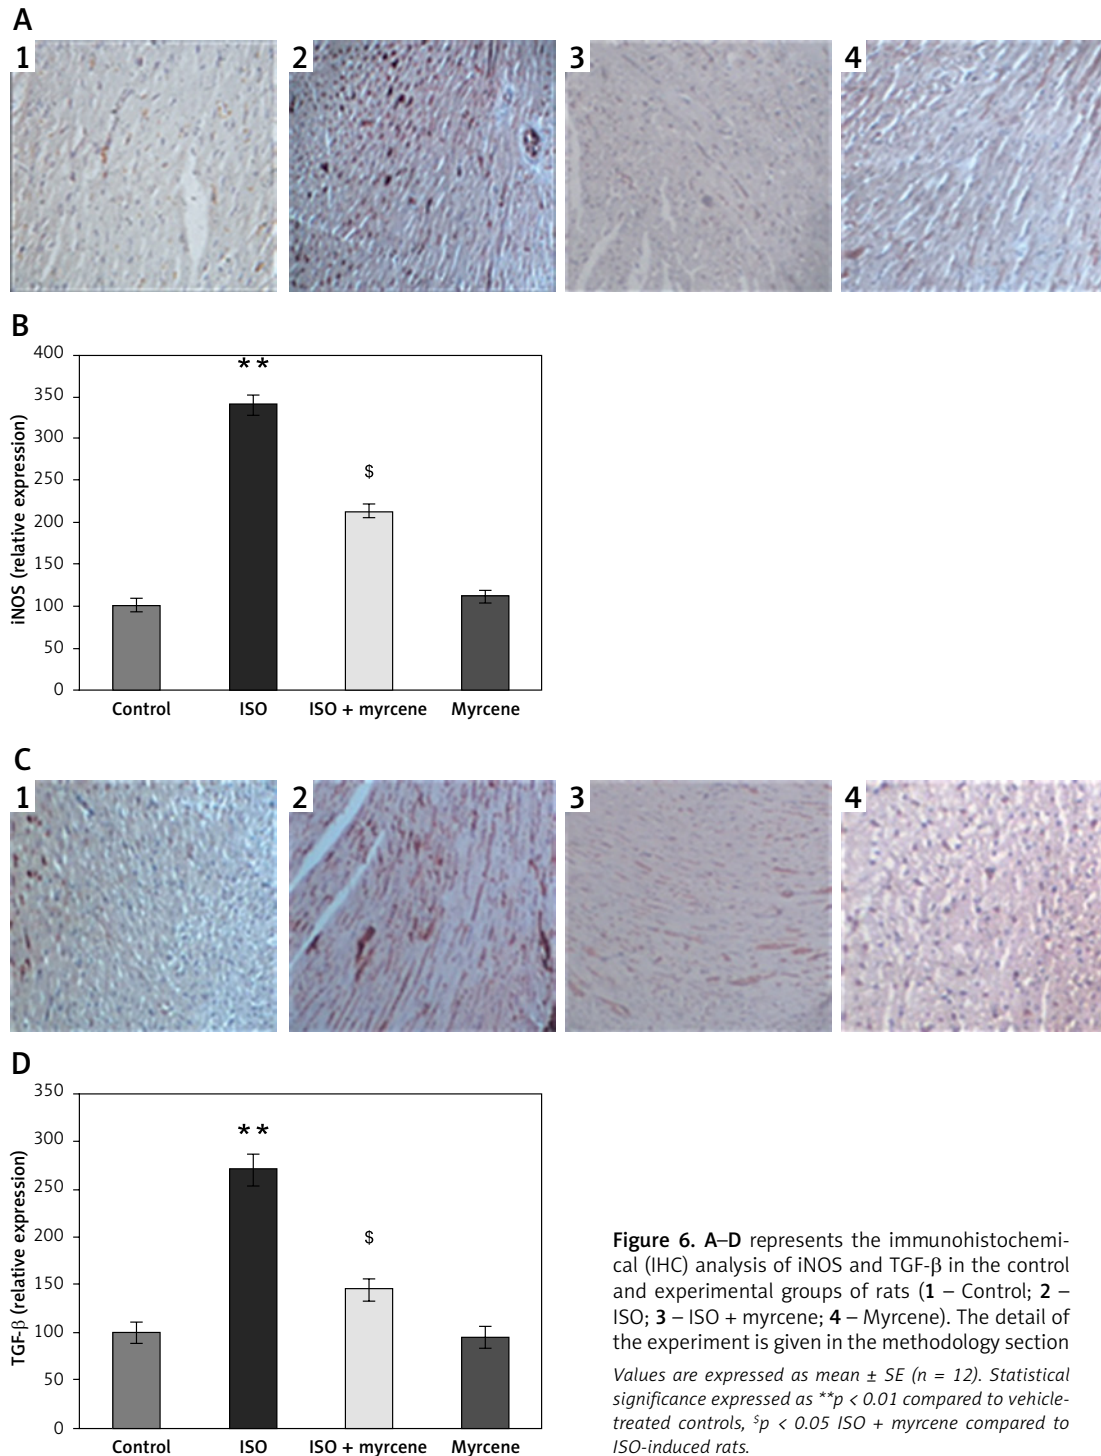 A
1 2 3 4
B
400
350
300
250
200
150
100
50
0
iNOS (relative expression)
**
$
Control ISO ISO + myrcene Myrcene
C
1 2 3 4
D
350
300
250
200
150
100
50
0
TGF-β (relative expression)
**
$
Control ISO ISO + myrcene Myrcene
Figure 6. A–D represents the immunohistochemi-
cal (IHC) analysis of iNOS and TGF-β in the control
and experimental groups of rats (1 – Control; 2 –
ISO; 3 – ISO + myrcene; 4 – Myrcene). The detail of
the experiment is given in the methodology section
Values are expressed as mean ± SE (n = 12). Statistical
significance expressed as **p < 0.01 compared to vehicle-
treated controls, $p < 0.05 ISO + myrcene compared to
ISO-induced rats.